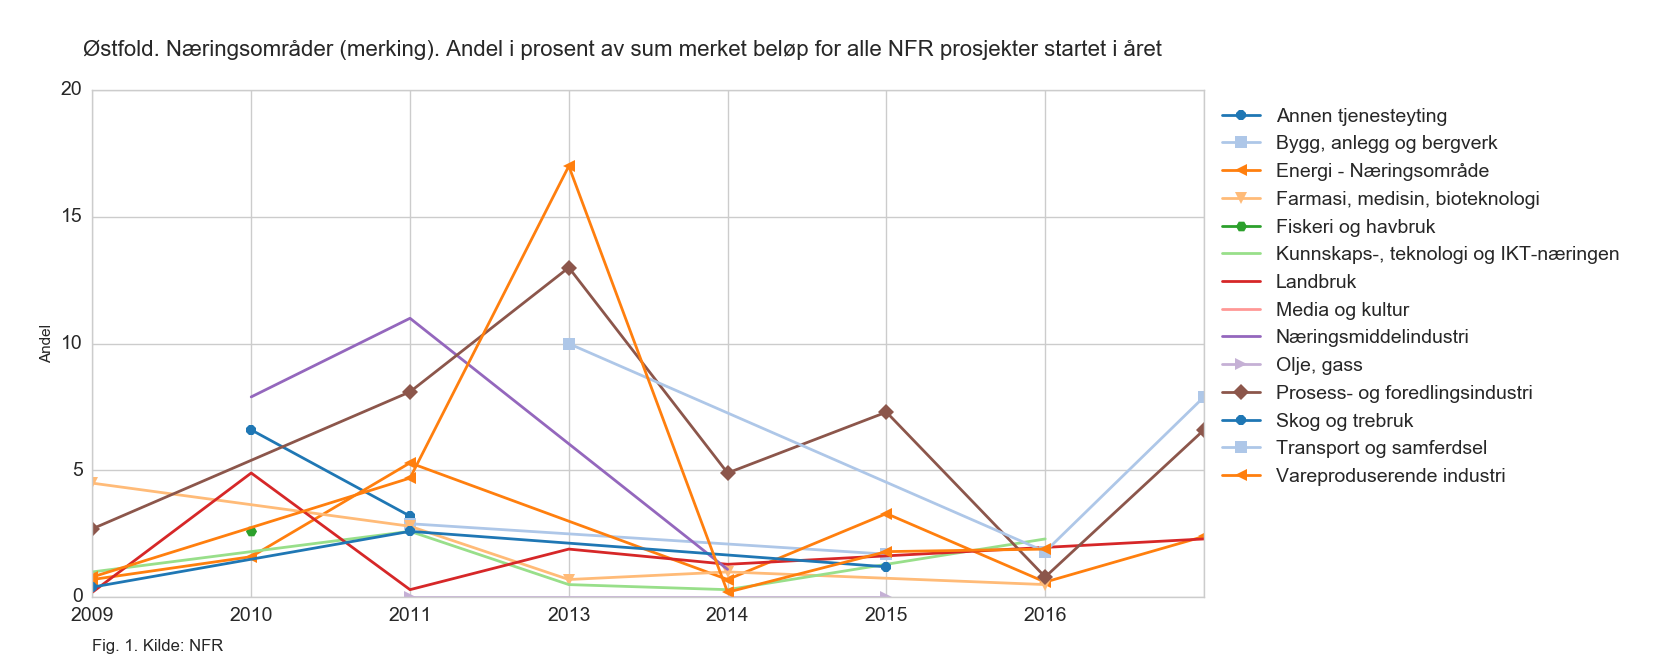 Østfold. Næringsområder (merking). Andel i prosent av sum merket beløp for alle NFR prosjekter startet i året
20
15
10
5
0
Andel
2009 2010 2011 2013 2014 2015 2016
Annen tjenesteyting
Bygg, anlegg og bergverk
Energi - Næringsområde
Farmasi, medisin, bioteknologi
Fiskeri og havbruk
Kunnskaps-, teknologi og IKT-næringen
Landbruk
Media og kultur
Næringsmiddelindustri
Olje, gass
Prosess- og foredlingsindustri
Skog og trebruk
Transport og samferdsel
Vareproduserende industri
Fig. 1. Kilde: NFR